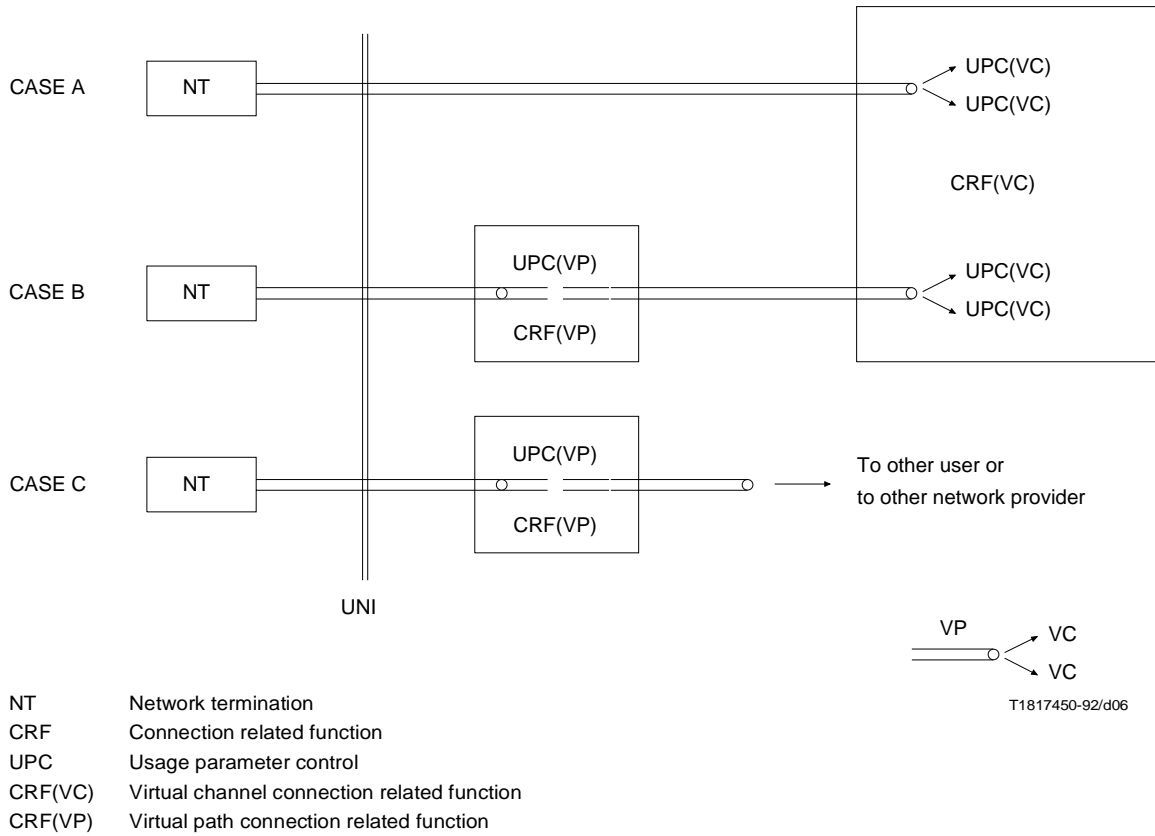 CASE A
NT
UPC(VC)
UPC(VC)
CRF(VC)
CASE B
NT
UPC(VP)
CRF(VP)
UPC(VC)
UPC(VC)
CASE C
NT
UPC(VP)
CRF(VP)
To other user or
to other network provider
UNI
VP
VC
VC
T1817450-92/d06
NT Network termination
CRF Connection related function
UPC Usage parameter control
CRF(VC) Virtual channel connection related function
CRF(VP) Virtual path connection related function